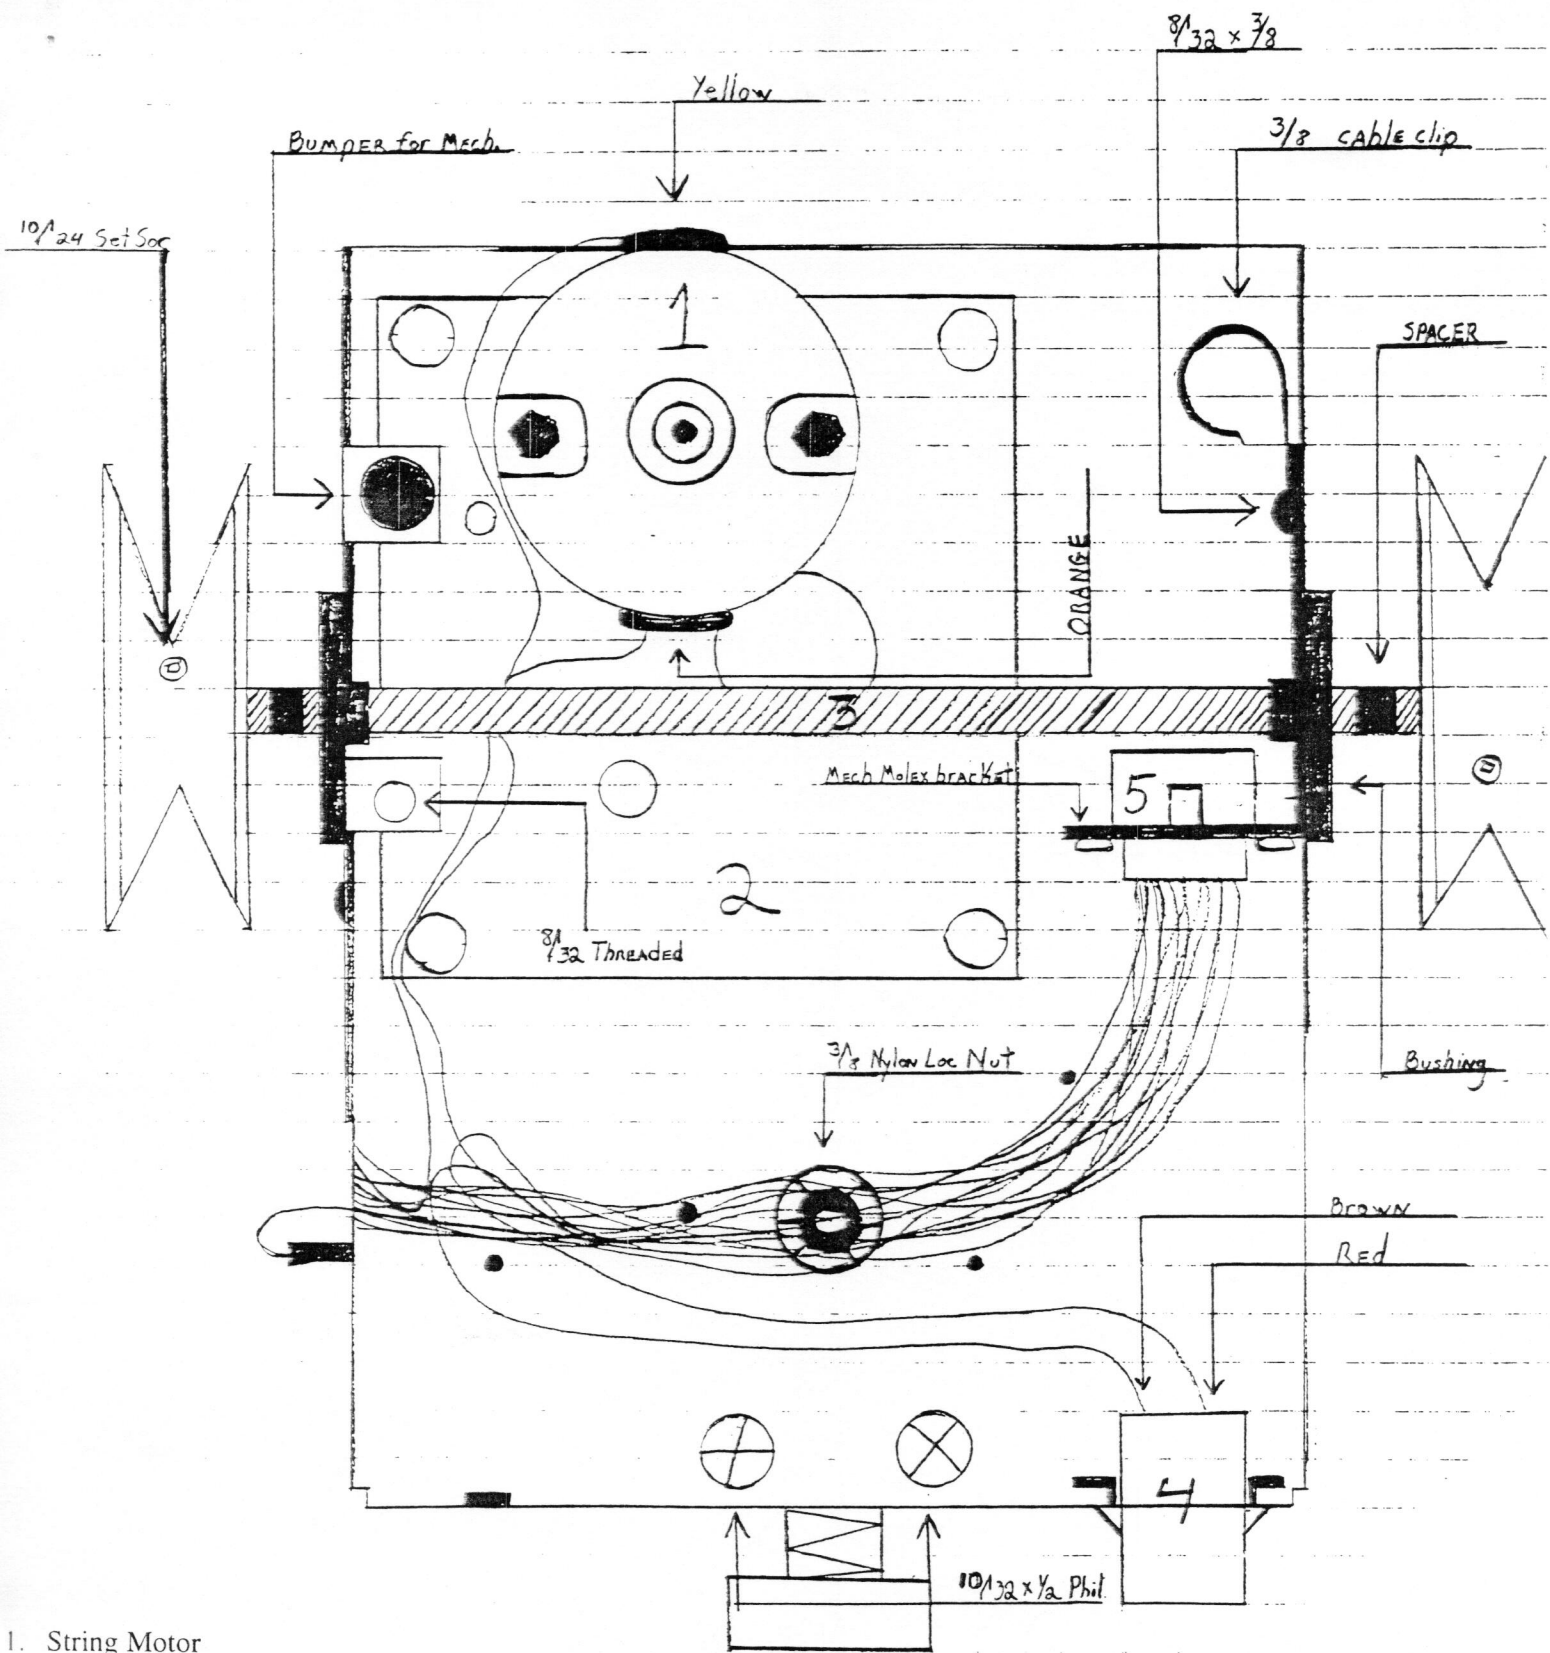 8/32 x 3/8
Yellow
3/8 CABLE clip
BUMPER for Mech.
10/24 Set Soc
1
SPACER
ORANGE
3
Mech Molex bracket
5
2
8/32 THREADED
3/8 Nylon Loc Nut
Bushing
Brown
Red
4
10/32 x 1/2 Phil
1. String Motor